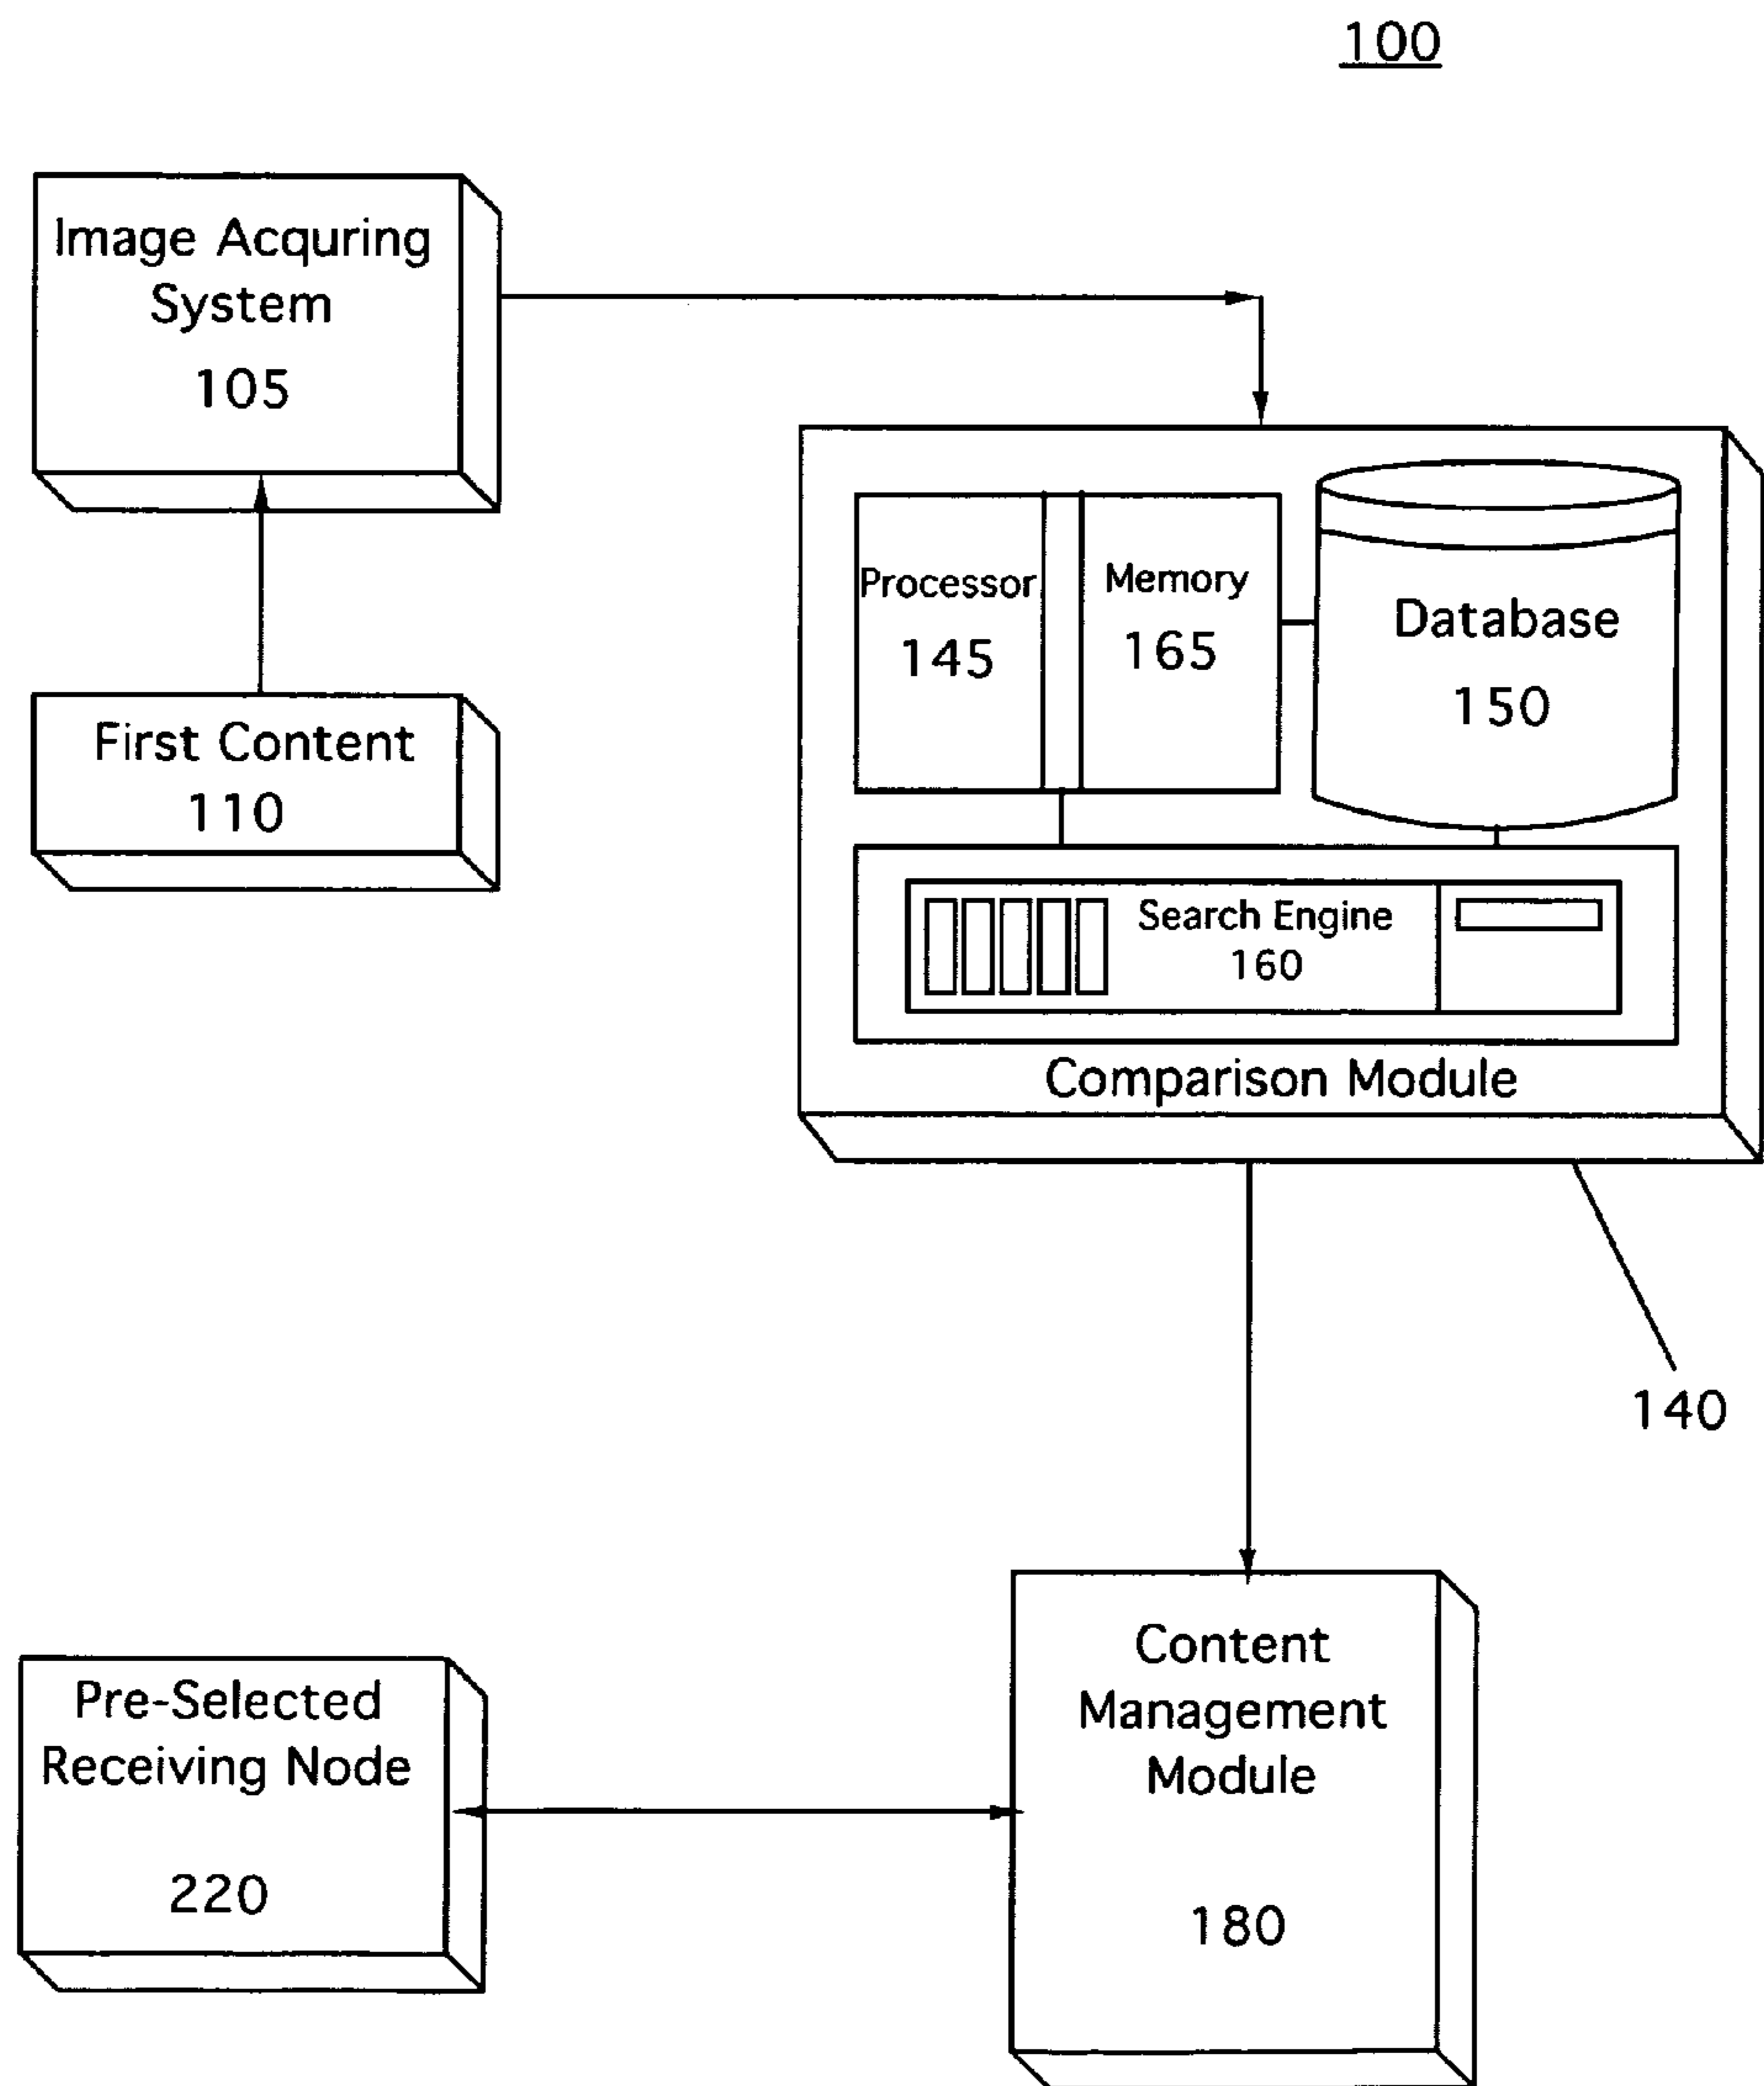 100
Image Acquring
System
105
First Content
110
Processor
145
Memory
165
Database
150
Search Engine
160
Comparison Module
140
Content
Management
Module
180
Pre-Selected
Receiving Node
220